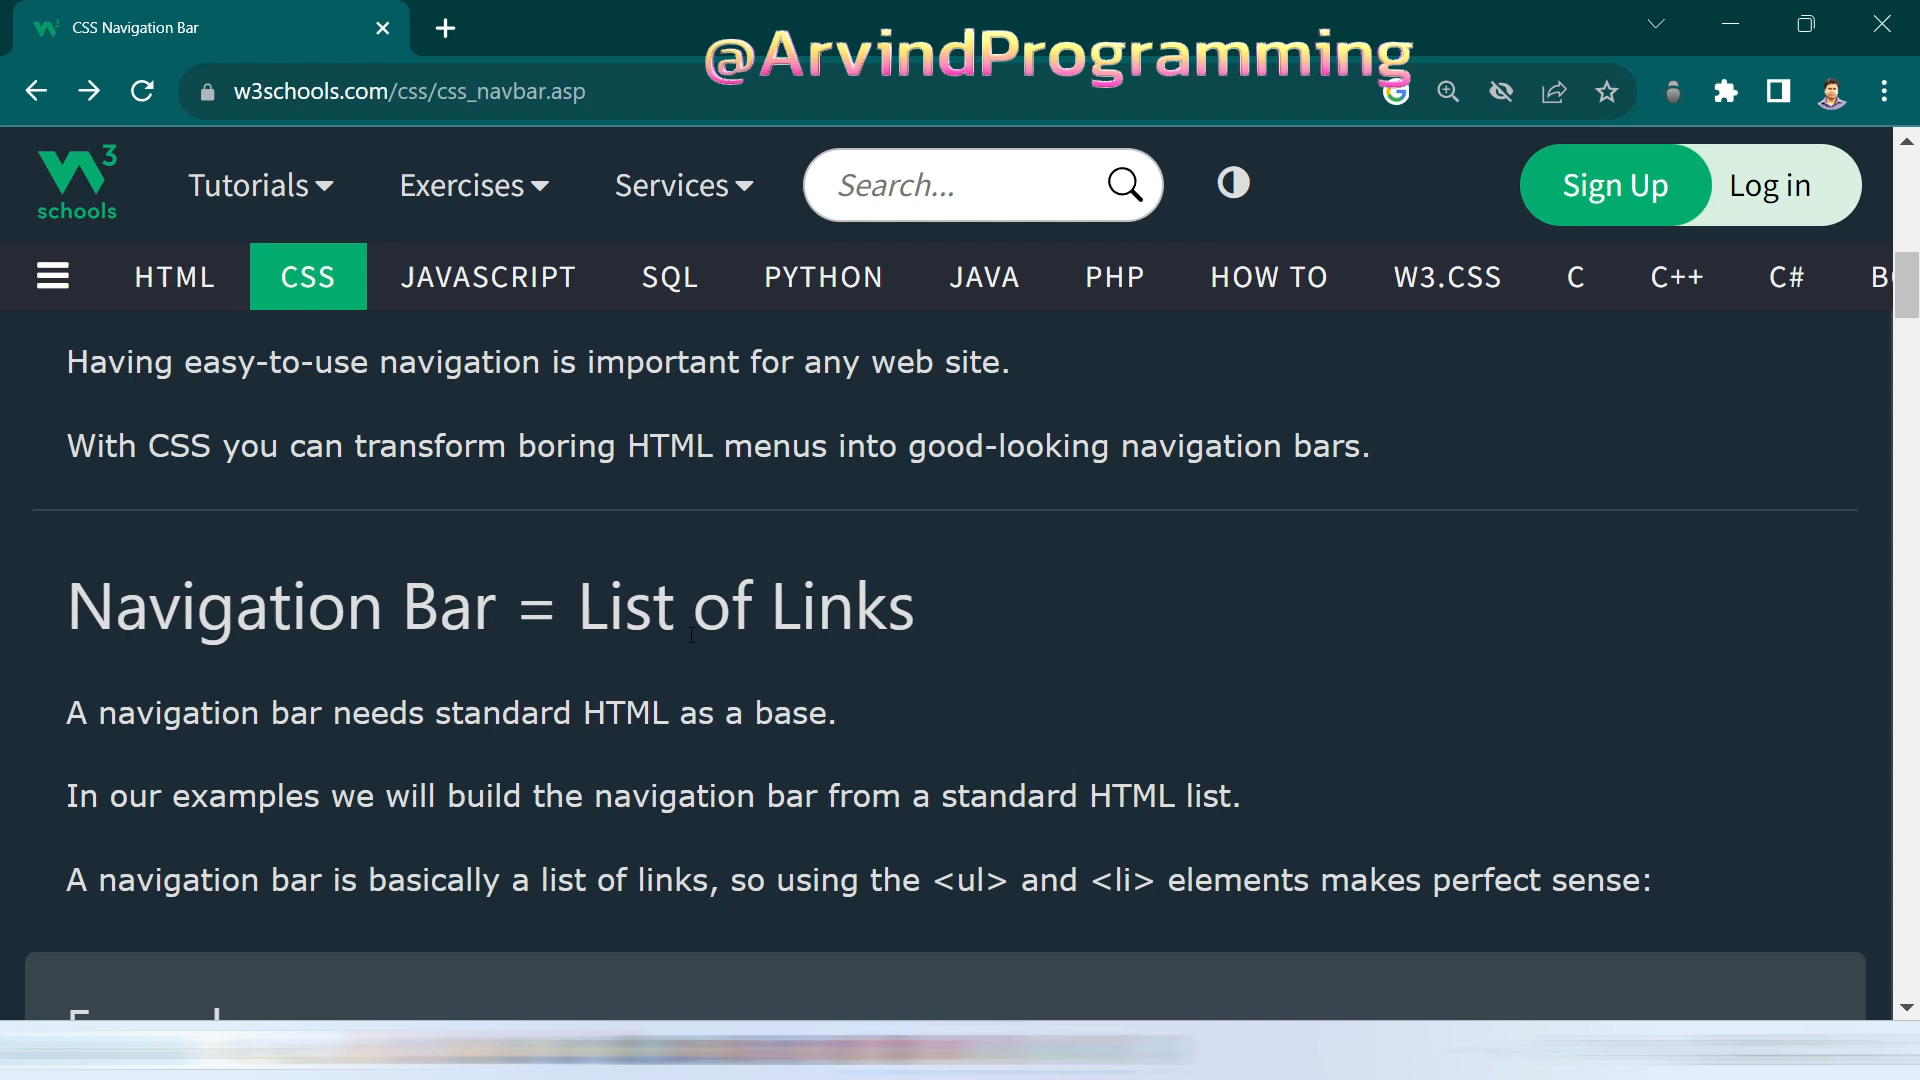 CSS Navigation Bar
@ArvindProgramming
w3schools.com/css/css_navbar.asp
W3 schools
Tutorials Exercises Services Search... Sign Up Log in
HTML CSS JAVASCRIPT SQL PYTHON JAVA PHP HOW TO W3.CSS C C++ C#
Having easy-to-use navigation is important for any web site.
With CSS you can transform boring HTML menus into good-looking navigation bars.
Navigation Bar = List of Links
A navigation bar needs standard HTML as a base.
In our examples we will build the navigation bar from a standard HTML list.
A navigation bar is basically a list of links, so using the <ul> and <li> elements makes perfect sense: